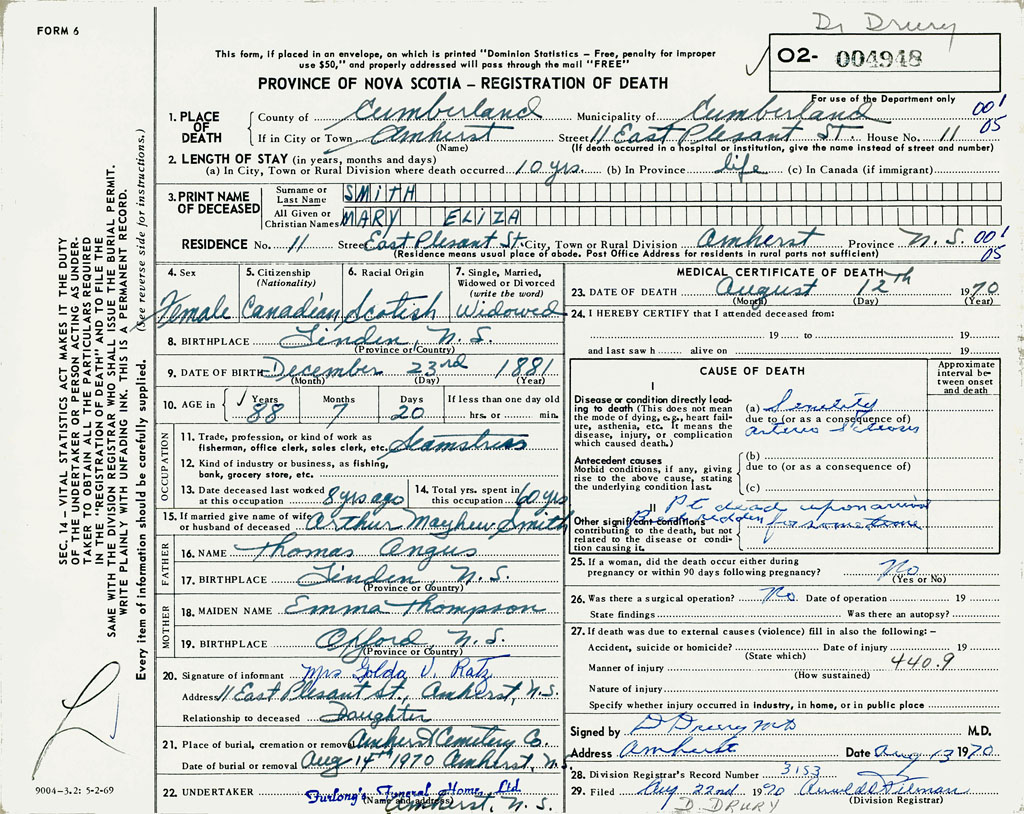 FORM 6
Dr Drury
This form, if placed in an envelope, on which is printed "Dominion Statistics – Free, penalty for improper
use $50," and properly addressed will pass through the mail "FREE"
PROVINCE OF NOVA SCOTIA – REGISTRATION OF DEATH
02- 004948
For use of the Department only
001
05
1. PLACE OF DEATH
County of Cumberland Municipality of Cumberland
If in City or Town Amherst Street 11 East Plesant St. House No. 11
(Name) (If death occurred in a hospital or institution, give the name instead of street and number)
2. LENGTH OF STAY (in years, months and days)
(a) In City, Town or Rural Division where death occurred 10 yrs. (b) In Province life (c) In Canada (if immigrant)
3. PRINT NAME OF DECEASED
Surname or Last Name SMITH
All Given or Christian Names MARY ELIZA
RESIDENCE No. 11 Street East Plesant St. City, Town or Rural Division Amherst Province N.S. 001
05
(Residence means usual place of abode. Post Office Address for residents in rural parts not sufficient)
4. Sex
Female
5. Citizenship
(Nationality)
Canadian
6. Racial Origin
Scotish
7. Single, Married,
Widowed or Divorced
(write the word)
Widowed
8. BIRTHPLACE Linden, N.S.
(Province or Country)
9. DATE OF BIRTH December 23rd 1881
(Month) (Day) (Year)
10. AGE in Years Months Days If less than one day old
88 7 20 hrs. or min.
OCCUPATION
11. Trade, profession, or kind of work as
fisherman, office clerk, sales clerk, etc. Seamstress
12. Kind of industry or business, as fishing,
bank, grocery store, etc.
13. Date deceased last worked
at this occupation 8 yrs ago
14. Total yrs. spent in
this occupation 60 yrs
15. If married give name of wife
or husband of deceased Arthur Mayhew Smith
FATHER
16. NAME Thomas Angus
17. BIRTHPLACE Linden, N.S.
(Province or Country)
MOTHER
18. MAIDEN NAME Emma Thompson
19. BIRTHPLACE Oxford N.S.
(Province or Country)
20. Signature of informant Mrs Golda V. Ratz
Address 11 East Plesant St., Amherst, N.S.
Relationship to deceased Daughter
21. Place of burial, cremation or removal Amherst Cemetery Co.
Date of burial or removal Aug 14th 1970 Amherst, N.S.
22. UNDERTAKER Furlong's Funeral Home, Ltd
(Name and address)
Amherst, N.S.
MEDICAL CERTIFICATE OF DEATH
23. DATE OF DEATH August 12th 1970
(Month) (Day) (Year)
24. I HEREBY CERTIFY that I attended deceased from:
19 to 19
and last saw h alive on 19
CAUSE OF DEATH
Approximate interval between onset and death
I
Disease or condition directly leading to death (This does not mean the mode of dying, e.g., heart failure, asthenia, etc. It means the disease, injury, or complication which caused death.)
(a) Senility
due to (or as a consequence of)
Antecedent causes
Morbid conditions, if any, giving rise to the above cause, stating the underlying condition last.
(b)
due to (or as a consequence of)
(c)
II
Pt dead upon arrival
Bedridden for sometime
Other significant conditions
contributing to the death, but not related to the disease or condition causing it.
25. If a woman, did the death occur either during
pregnancy or within 90 days following pregnancy? No
(Yes or No)
26. Was there a surgical operation? No Date of operation 19
State findings Was there an autopsy?
27. If death was due to external causes (violence) fill in also the following: –
Accident, suicide or homicide? Date of injury 19
(State which)
Manner of injury 440.9
(How sustained)
Nature of injury
Specify whether injury occurred in industry, in home, or in public place
Signed by D Drury MD M.D.
Address Amherst Date Aug 13 1970
28. Division Registrar's Record Number 3153
29. Filed Aug 22nd 1970
(Division Registrar)
D. DRURY
SEC. 14 – VITAL STATISTICS ACT MAKES IT THE DUTY
OF THE UNDERTAKER OR PERSON ACTING AS UNDER-
TAKER TO OBTAIN ALL THE PARTICULARS REQUIRED
IN THE "REGISTRATION OF DEATH" AND TO FILE THE
SAME WITH THE DIVISION REGISTRAR WHO SHALL ISSUE THE BURIAL PERMIT.
WRITE PLAINLY WITH UNFADING INK. THIS IS A PERMANENT RECORD.
Every item of information should be carefully supplied. (See reverse side for instructions.)
9004-3.2: 5-2-69